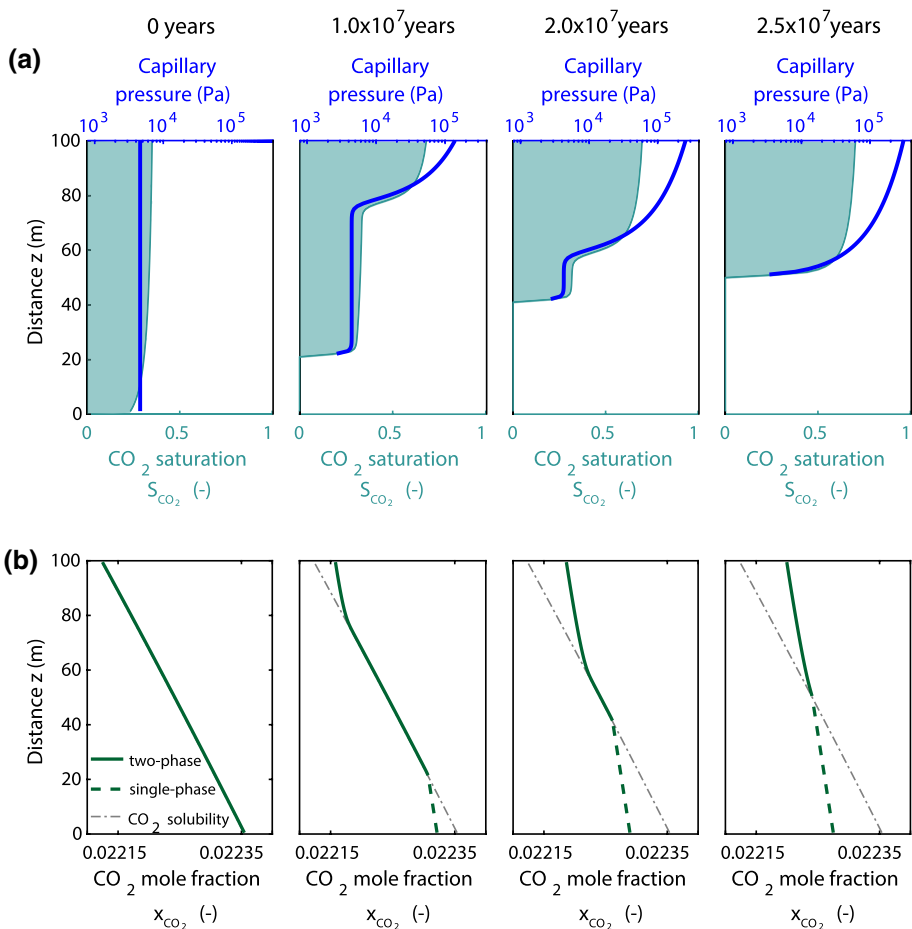 0 years 1.0x10⁷years 2.0x10⁷years 2.5x10⁷years
(a)
Capillary Capillary Capillary Capillary
pressure (Pa) pressure (Pa) pressure (Pa) pressure (Pa)
10³ 10⁴ 10⁵ 10³ 10⁴ 10⁵ 10³ 10⁴ 10⁵ 10³ 10⁴ 10⁵
100
80
60
40
20
0
Distance z (m)
0 0.5 1 0 0.5 1 0 0.5 1 0 0.5 1
CO 2 saturation CO 2 saturation CO 2 saturation CO 2 saturation
S_CO₂ (-) S_CO₂ (-) S_CO₂ (-) S_CO₂ (-)
(b)
100
80
60
40
20
0
Distance z (m)
two-phase
single-phase
CO 2 solubility
0.02215 0.02235 0.02215 0.02235 0.02215 0.02235 0.02215 0.02235
CO 2 mole fraction CO 2 mole fraction CO 2 mole fraction CO 2 mole fraction
x_CO₂ (-) x_CO₂ (-) x_CO₂ (-) x_CO₂ (-)